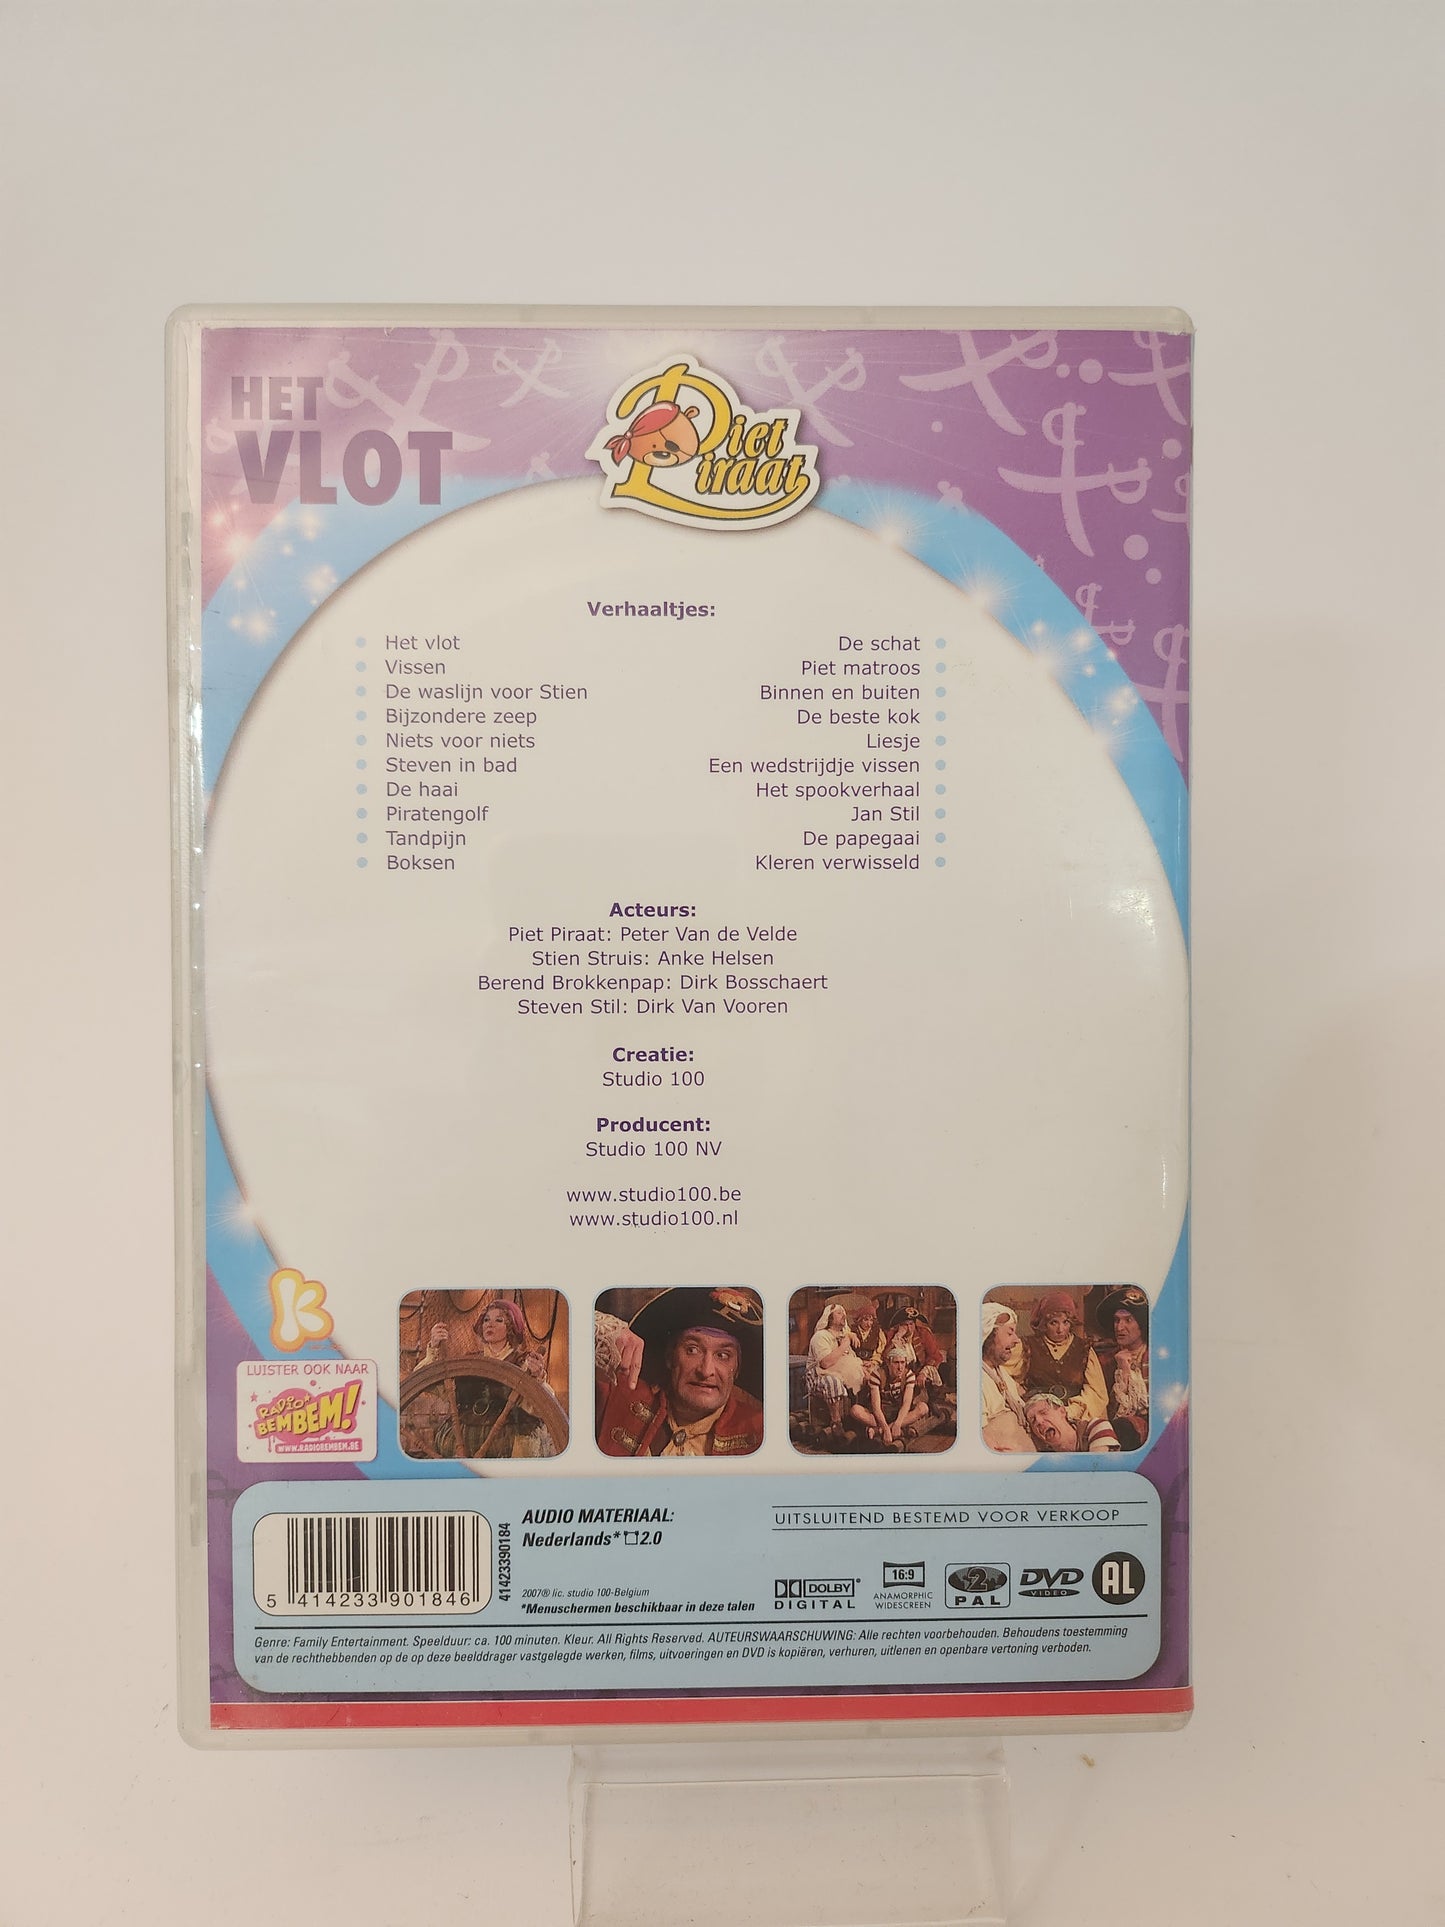 HET
VLOT
Piet
Piraat
Verhaaltjes:
Het vlot
Vissen
De waslijn voor Stien
Bijzondere zeep
Niets voor niets
Steven in bad
De haai
Piratengolf
Tandpijn
Boksen
De schat
Piet matroos
Binnen en buiten
De beste kok
Liesje
Een wedstrijdje vissen
Het spookverhaal
Jan Stil
De papegaai
Kleren verwisseld
Acteurs:
Piet Piraat: Peter Van de Velde
Stien Struis: Anke Helsen
Berend Brokkenpap: Dirk Bosschaert
Steven Stil: Dirk Van Vooren
Creatie:
Studio 100
Producent:
Studio 100 NV
www.studio100.be
www.studio100.nl
k
LUISTER OOK NAAR
RADIO
BEMBEM!
WWW.RADIOBEMBEM.BE
5 414233 901846
41423390184
AUDIO MATERIAAL:
Nederlands* 2.0
2007® lic. studio 100-Belgium
*Menuschermen beschikbaar in deze talen
UITSLUITEND BESTEMD VOOR VERKOOP
DOLBY
DIGITAL
16:9
ANAMORPHIC
WIDESCREEN
2
PAL
DVD
VIDEO
AL
Genre: Family Entertainment. Speelduur: ca. 100 minuten. Kleur. All Rights Reserved. AUTEURSWAARSCHUWING: Alle rechten voorbehouden. Behoudens toestemming
van de rechthebbenden op de op deze beelddrager vastgelegde werken, films, uitvoeringen en DVD is kopiëren, verhuren, uitlenen en openbare vertoning verboden.